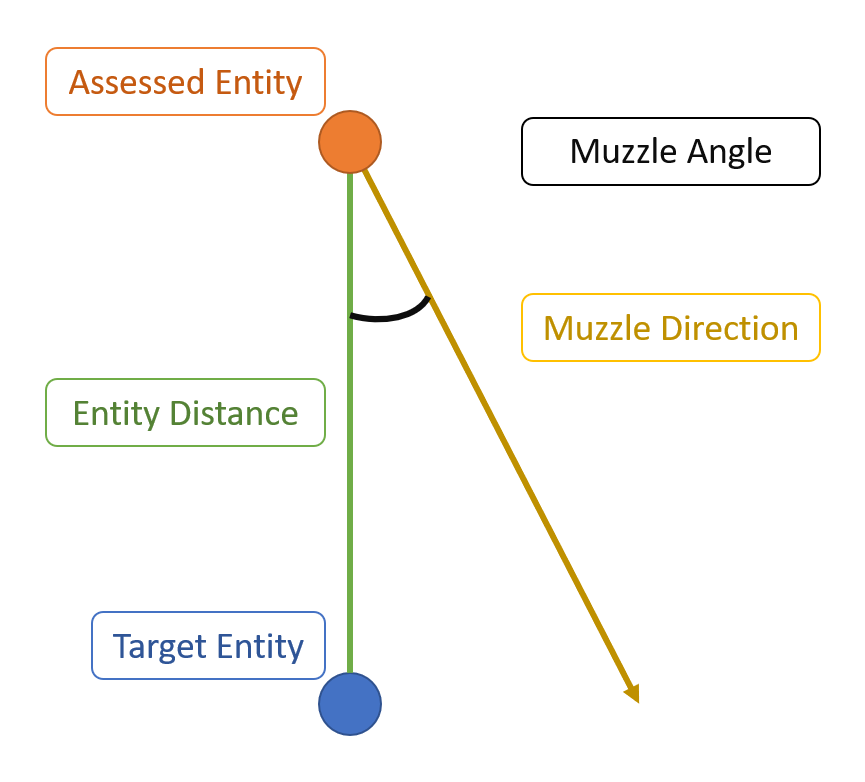 Assessed Entity
Muzzle Angle
Muzzle Direction
Entity Distance
Target Entity